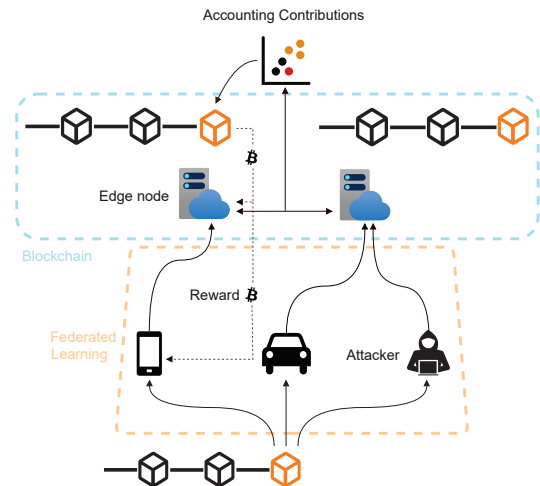 Accounting Contributions
₿
Edge node
Blockchain
Reward ₿
Federated
Learning
Attacker